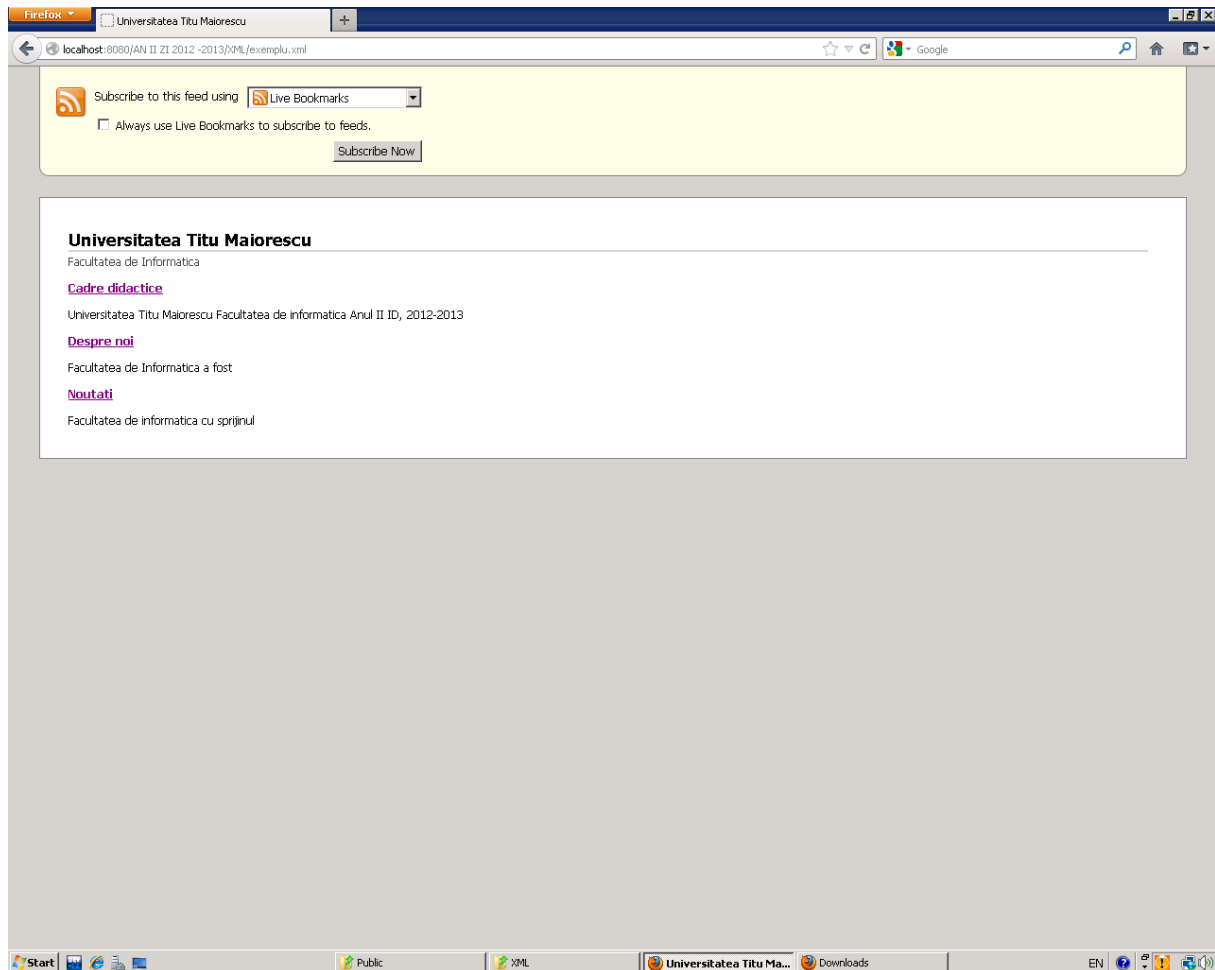 Firefox
Universitatea Titu Maiorescu
localhost:8080/AN II ZI 2012 -2013/XML/exemplu.xml
Google
Subscribe to this feed using Live Bookmarks
Always use Live Bookmarks to subscribe to feeds.
Subscribe Now
Universitatea Titu Maiorescu
Facultatea de Informatica
Cadre didactice
Universitatea Titu Maiorescu Facultatea de informatica Anul II ID, 2012-2013
Despre noi
Facultatea de Informatica a fost
Noutati
Facultatea de informatica cu sprijinul
Start Public XML Universitatea Titu Ma... Downloads EN